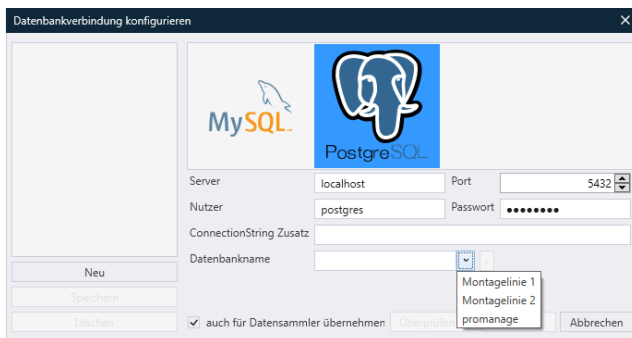 Datenbankverbindung konfigurieren
MySQL
PostgreSQL
Server localhost Port 5432
Nutzer postgres Passwort ●●●●●●●●
ConnectionString Zusatz
Datenbankname
Montagelinie 1
Montagelinie 2
promanage
Neu
Speichern
Löschen
auch für Datensammler übernehmen Überprüfen Abbrechen